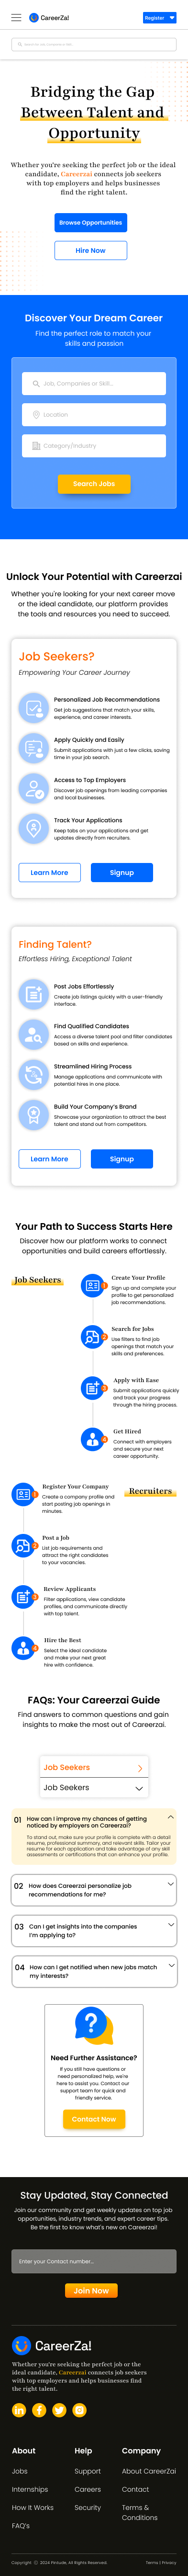 CareerZa!
Register
Bridging the Gap
Between Talent and
Opportunity
Whether you're seeking the perfect job or the ideal
candidate, Careerzai connects job seekers
with top employers and helps businesses
find the right talent.
Browse Opportunities
Hire Now
Discover Your Dream Career
Find the perfect role to match your
skills and passion
Job, Companies or Skill...
Location
Category/Industry
Search Jobs
Unlock Your Potential with Careerzai
Whether you're looking for your next career move
or the ideal candidate, our platform provides
the tools and resources you need to succeed.
Job Seekers?
Empowering Your Career Journey
Personalized Job Recommendations
Get job suggestions that match your skills,
experience, and career interests.
Apply Quickly and Easily
Submit applications with just a few clicks, saving
time in your job search.
Access to Top Employers
Discover job openings from leading companies
and local businesses.
Track Your Applications
Keep tabs on your applications and get
updates directly from recruiters.
Learn More
Signup
Finding Talent?
Effortless Hiring, Exceptional Talent
Post Jobs Effortlessly
Create job listings quickly with a user-friendly
interface.
Find Qualified Candidates
Access a diverse talent pool and filter candidates
based on skills and experience.
Streamlined Hiring Process
Manage applications and communicate with
potential hires in one place.
Build Your Company's Brand
Showcase your organization to attract the best
talent and stand out from competitors.
Learn More
Signup
Your Path to Success Starts Here
Discover how our platform works to connect
opportunities and build careers effortlessly.
Job Seekers
1
Create Your Profile
Sign up and complete your
profile to get personalized
job recommendations.
2
Search for Jobs
Use filters to find job
openings that match your
skills and preferences.
3
Apply with Ease
Submit applications quickly
and track your progress
through the hiring process.
4
Get Hired
Connect with employers
and secure your next
career opportunity.
Recruiters
1
Register Your Company
Create a company profile and
start posting job openings in
minutes.
2
Post a Job
List job requirements and
attract the right candidates
to your vacancies.
3
Review Applicants
Filter applications, view candidate
profiles, and communicate directly
with top talent.
4
Hire the Best
Select the ideal candidate
and make your next great
hire with confidence.
FAQs: Your Careerzai Guide
Find answers to common questions and gain
insights to make the most out of Careerzai.
Job Seekers
Job Seekers
01 How can I improve my chances of getting
noticed by employers on Careerzai?
To stand out, make sure your profile is complete with a detail
ed bio, professional summary, and relevant skills. Tailor your
resume for each application and take advantage of any skill
assessments or certifications that can enhance your profile.
02 How does Careerzai personalize job
recommendations for me?
03 Can I get insights into the companies
I'm applying to?
04 How can I get notified when new jobs match
my interests?
Need Further Assistance?
If you still have questions or
need personalized help, we're
here to assist you. Contact our
support team for quick and
friendly service.
Contact Now
Stay Updated, Stay Connected
Join our community and get weekly updates on top job
opportunities, industry trends, and expert career tips.
Be the first to know what's new on Careerzai!
Enter your Contact number...
Join Now
CareerZa!
Whether you're seeking the perfect job or the
ideal candidate, Careerzai connects job seekers
with top employers and helps businesses find
the right talent.
About
Help
Company
Jobs
Support
About CareerZai
Internships
Careers
Contact
How It Works
Security
Terms &
Conditions
FAQ's
Copyright © 2024 Pinlude, All Rights Reserved.
Terms | Privacy